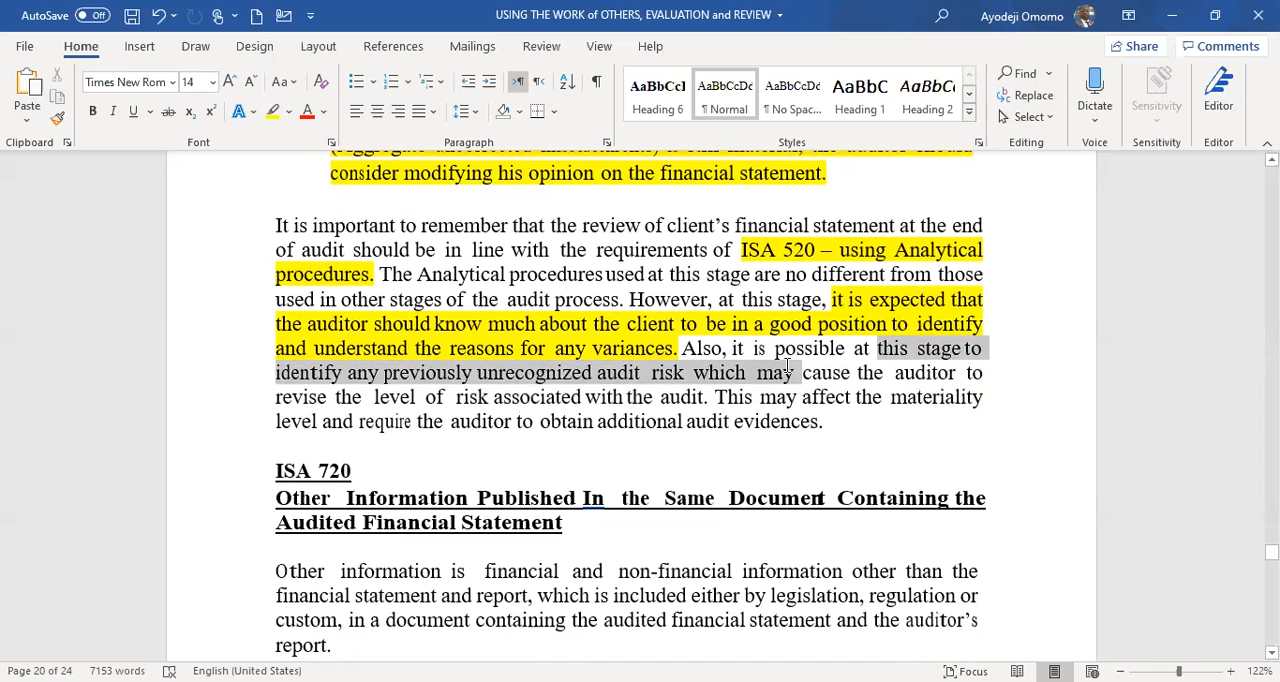 AutoSave Off USING THE WORK of OTHERS, EVALUATION and REVIEW Ayodeji Omomo
File Home Insert Draw Design Layout References Mailings Review View Help Share Comments
Times New Rom 14 Aa AaBbCcI AaBbCcDc AaBbCcDc AaBbC AaBbCc Find
Paste B I U ab x₂ x² A A Heading 6 ¶ Normal ¶ No Spac... Heading 1 Heading 2 Replace Select Dictate Sensitivity Editor
Clipboard Font Paragraph Styles Editing Voice Sensitivity Editor
consider modifying his opinion on the financial statement.
It is important to remember that the review of client’s financial statement at the end
of audit should be in line with the requirements of ISA 520 – using Analytical
procedures. The Analytical procedures used at this stage are no different from those
used in other stages of the audit process. However, at this stage, it is expected that
the auditor should know much about the client to be in a good position to identify
and understand the reasons for any variances. Also, it is possible at this stage to
identify any previously unrecognized audit risk which may cause the auditor to
revise the level of risk associated with the audit. This may affect the materiality
level and require the auditor to obtain additional audit evidences.
ISA 720
Other Information Published In the Same Document Containing the
Audited Financial Statement
Other information is financial and non-financial information other than the
financial statement and report, which is included either by legislation, regulation or
custom, in a document containing the audited financial statement and the auditor’s
report.
Page 20 of 24 7153 words English (United States) Focus 122%